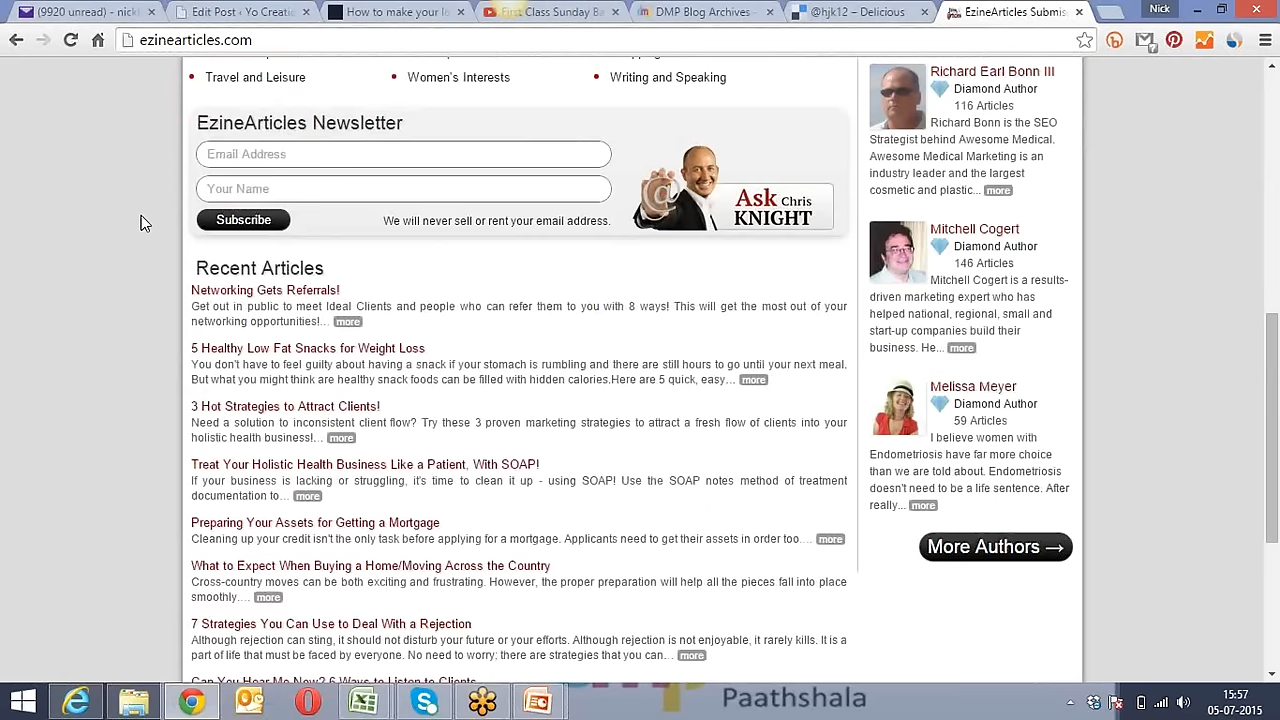 (9920 unread) - nickh
Edit Post ‹ Yo Creation
How to make your le
First Class Sunday Ba
DMP Blog Archives -
@hjk12 – Delicious
EzineArticles Submis
Nick
ezinearticles.com
Travel and Leisure
Women's Interests
Writing and Speaking
EzineArticles Newsletter
Email Address
Your Name
Subscribe
We will never sell or rent your email address.
Ask Chris
KNIGHT
Recent Articles
Networking Gets Referrals!
Get out in public to meet Ideal Clients and people who can refer them to you with 8 ways! This will get the most out of your
networking opportunities!... more
5 Healthy Low Fat Snacks for Weight Loss
You don't have to feel guilty about having a snack if your stomach is rumbling and there are still hours to go until your next meal.
But what you might think are healthy snack foods can be filled with hidden calories.Here are 5 quick, easy... more
3 Hot Strategies to Attract Clients!
Need a solution to inconsistent client flow? Try these 3 proven marketing strategies to attract a fresh flow of clients into your
holistic health business!... more
Treat Your Holistic Health Business Like a Patient, With SOAP!
If your business is lacking or struggling, it's time to clean it up - using SOAP! Use the SOAP notes method of treatment
documentation to... more
Preparing Your Assets for Getting a Mortgage
Cleaning up your credit isn't the only task before applying for a mortgage. Applicants need to get their assets in order too.... more
What to Expect When Buying a Home/Moving Across the Country
Cross-country moves can be both exciting and frustrating. However, the proper preparation will help all the pieces fall into place
smoothly.... more
7 Strategies You Can Use to Deal With a Rejection
Although rejection can sting, it should not disturb your future or your efforts. Although rejection is not enjoyable, it rarely kills. It is a
part of life that must be faced by everyone. No need to worry; there are strategies that you can... more
Can You Hear Me Now? 6 Ways to Listen to Clients
Richard Earl Bonn III
Diamond Author
116 Articles
Richard Bonn is the SEO
Strategist behind Awesome Medical.
Awesome Medical Marketing is an
industry leader and the largest
cosmetic and plastic... more
Mitchell Cogert
Diamond Author
146 Articles
Mitchell Cogert is a results-
driven marketing expert who has
helped national, regional, small and
start-up companies build their
business. He... more
Melissa Meyer
Diamond Author
59 Articles
I believe women with
Endometriosis have far more choice
than we are told about. Endometriosis
doesn't need to be a life sentence. After
really... more
More Authors →
Paathshala
15:57
05-07-2015